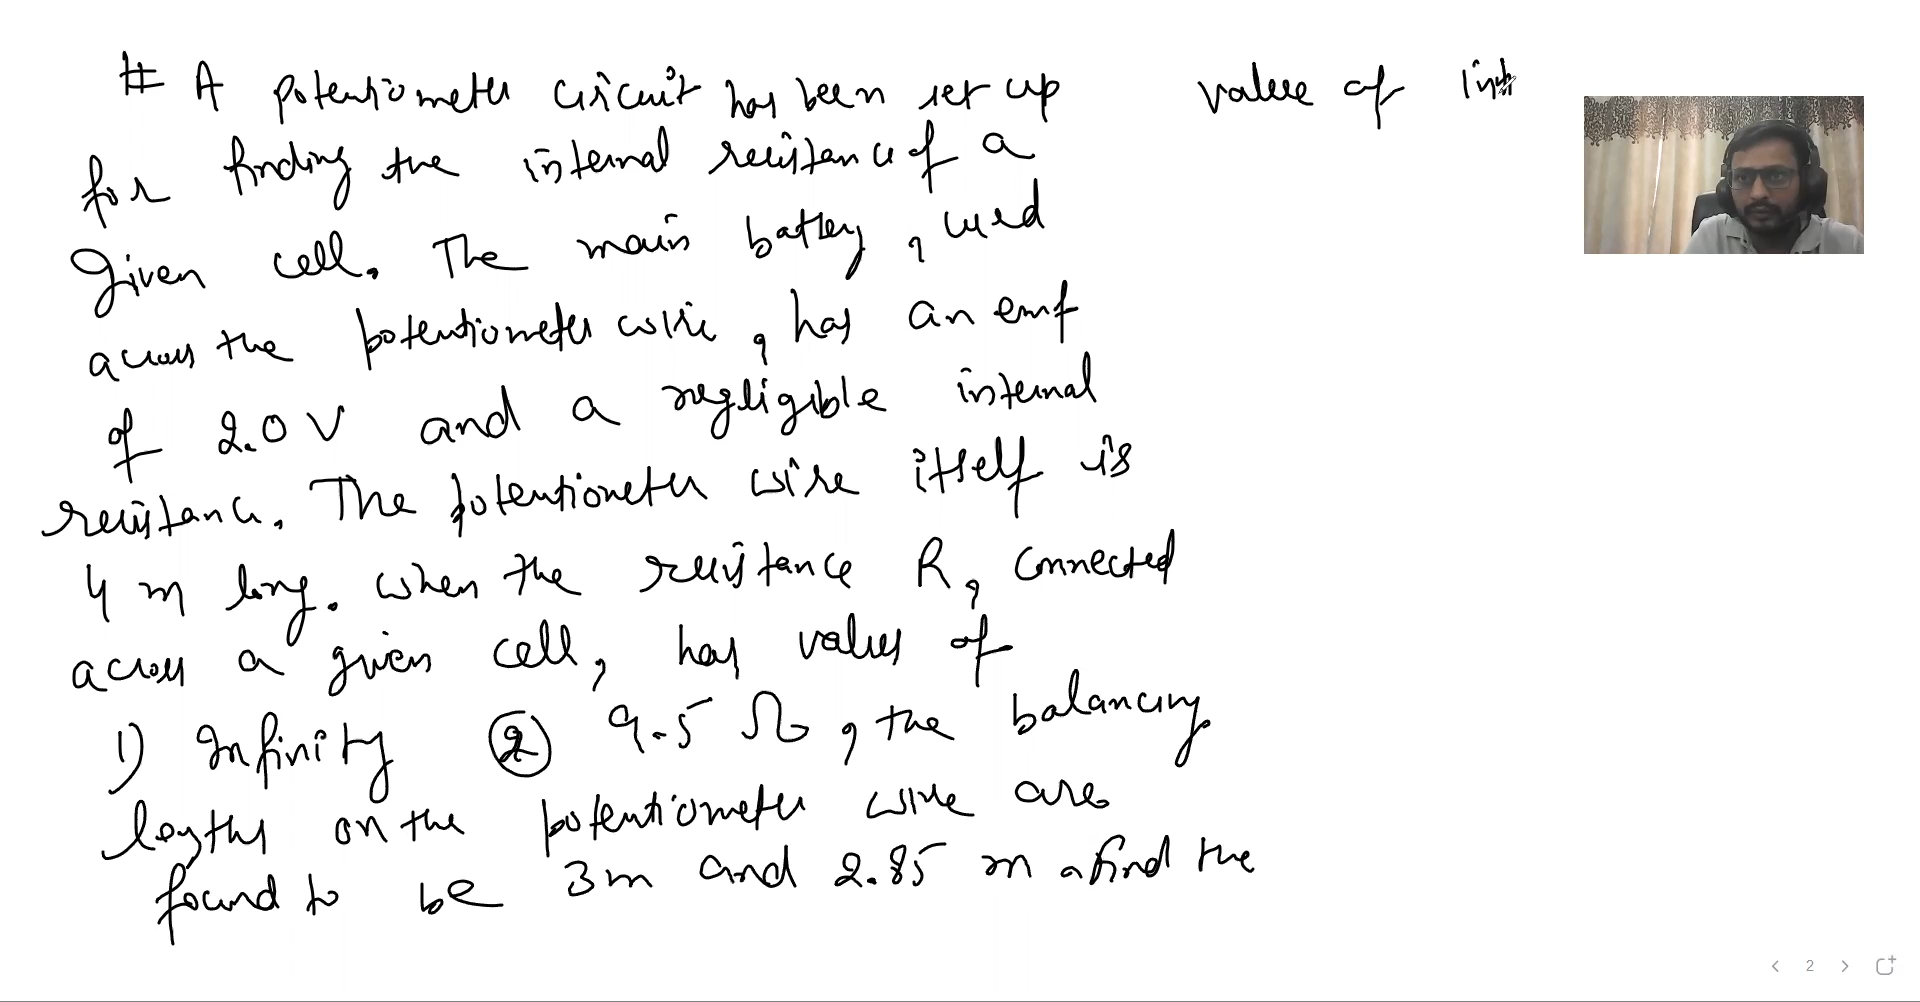 # A potentiometer circuit has been set up
for finding the internal resistance of a
given cell. The main battery, used
across the potentiometer wire, has an emf
of 2.0 V and a negligible internal
resistance. The potentiometer wire itself is
4 m long. when the resistance R, connected
across a given cell, has values of
1) Infinity ② 9.5 Ω, the balancing
lengths on the potentiometer wire are
found to be 3m and 2.85 m find the
value of
2